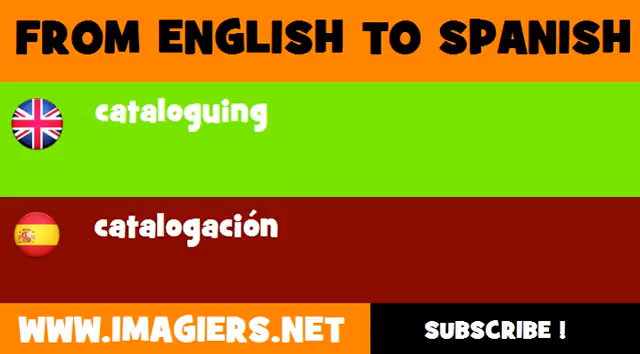 FROM ENGLISH TO SPANISH
cataloguing
catalogación
WWW.IMAGIERS.NET
SUBSCRIBE !